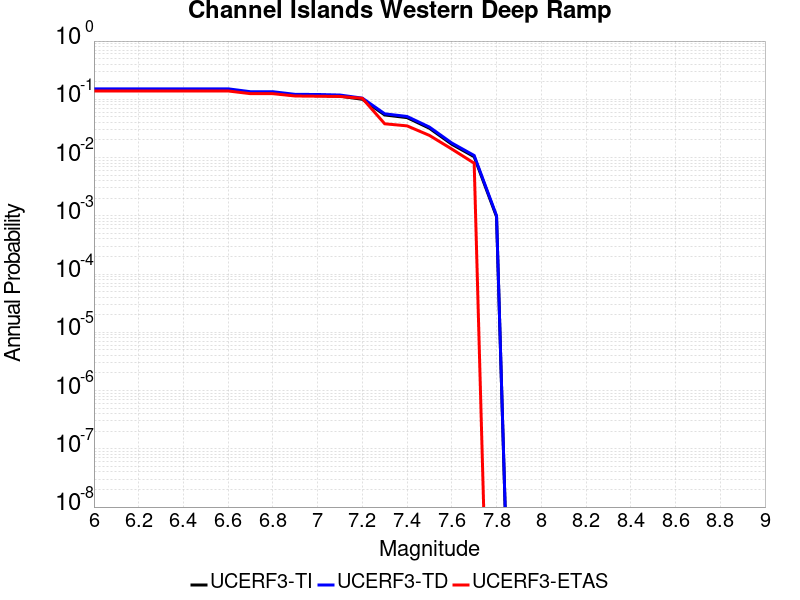 Channel Islands Western Deep Ramp
10^0
10^-1
10^-2
10^-3
10^-4
10^-5
10^-6
10^-7
10^-8
Annual Probability
6 6.2 6.4 6.6 6.8 7 7.2 7.4 7.6 7.8 8 8.2 8.4 8.6 8.8 9
Magnitude
UCERF3-TI UCERF3-TD UCERF3-ETAS